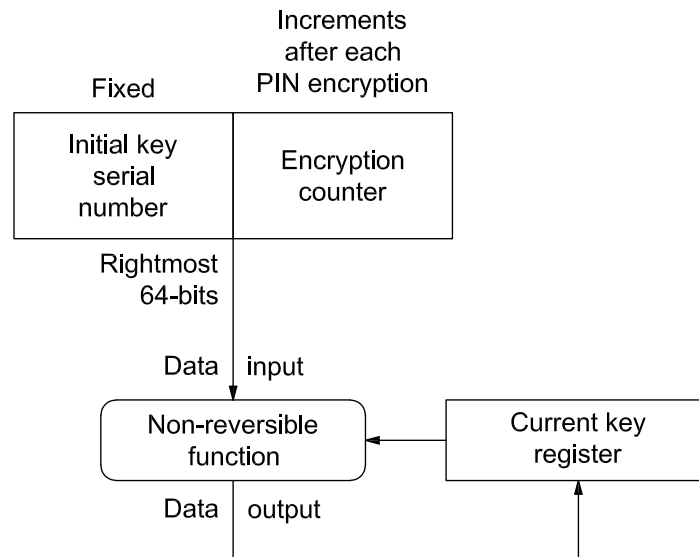 Increments
after each
PIN encryption
Fixed
Initial key
serial
number
Encryption
counter
Rightmost
64-bits
Data input
Non-reversible
function
Current key
register
Data output